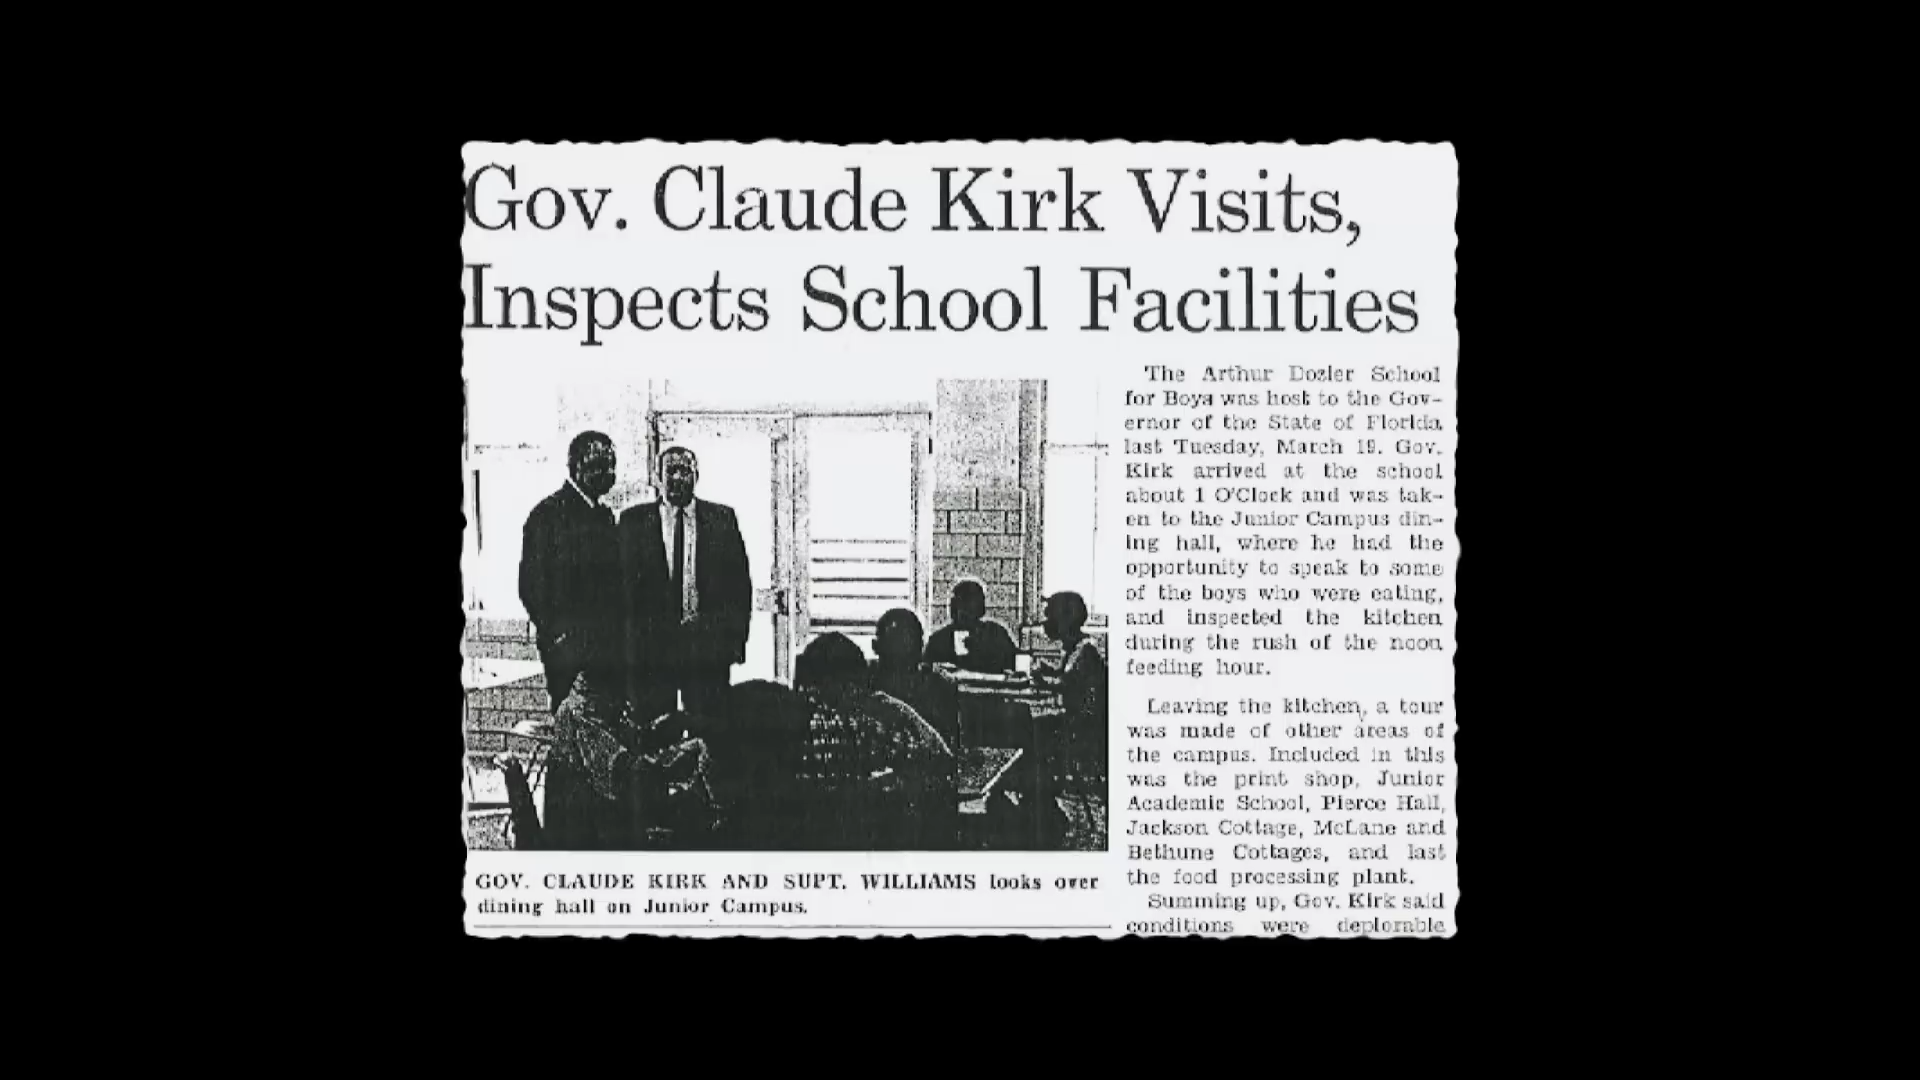 Gov. Claude Kirk Visits,
Inspects School Facilities
The Arthur Dozier School
for Boys was host to the Gov-
ernor of the State of Florida
last Tuesday, March 19. Gov.
Kirk arrived at the school
about 1 O'Clock and was tak-
en to the Junior Campus din-
ing hall, where he had the
opportunity to speak to some
of the boys who were eating,
and inspected the kitchen
during the rush of the noon
feeding hour.
Leaving the kitchen, a tour
was made of other areas of
the campus. Included in this
was the print shop, Junior
Academic School, Pierce Hall,
Jackson Cottage, McLane and
Bethune Cottages, and last
the food processing plant.
Summing up, Gov. Kirk said
conditions were deplorable
GOV. CLAUDE KIRK AND SUPT. WILLIAMS looks over
dining hall on Junior Campus.